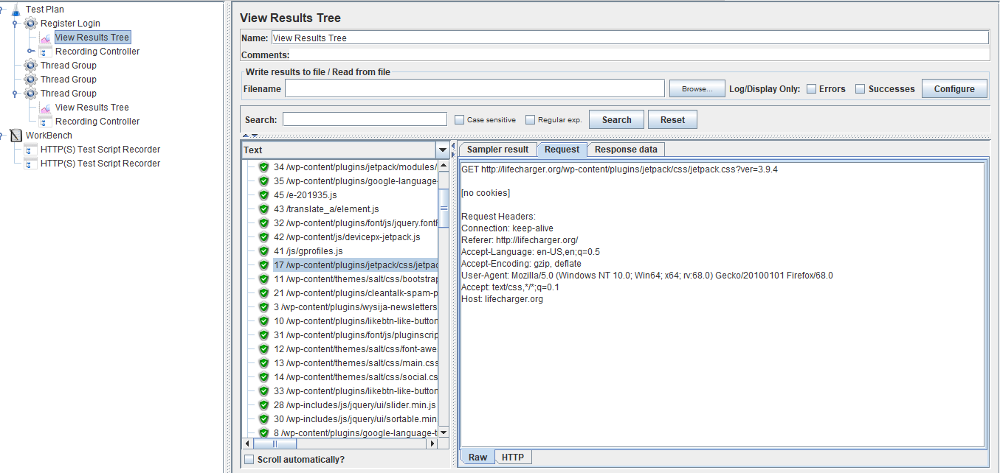 Test Plan
Register Login
View Results Tree
Recording Controller
Thread Group
Thread Group
Thread Group
View Results Tree
Recording Controller
WorkBench
HTTP(S) Test Script Recorder
HTTP(S) Test Script Recorder
View Results Tree
Name: View Results Tree
Comments:
Write results to file / Read from file
Filename Browse... Log/Display Only: Errors Successes Configure
Search: Case sensitive Regular exp. Search Reset
Text
34 /wp-content/plugins/jetpack/modules/
35 /wp-content/plugins/google-language-
45 /e-201935.js
43 /translate_a/element.js
32 /wp-content/plugins/font/js/jquery.fontF
42 /wp-content/js/devicepx-jetpack.js
41 /js/gprofiles.js
17 /wp-content/plugins/jetpack/css/jetpac
11 /wp-content/themes/salt/css/bootstrap
21 /wp-content/plugins/cleantalk-spam-p
3 /wp-content/plugins/wysija-newsletters
10 /wp-content/plugins/likebtn-like-button
31 /wp-content/plugins/font/js/pluginscrip
12 /wp-content/themes/salt/css/font-awe
13 /wp-content/themes/salt/css/main.css
14 /wp-content/themes/salt/css/social.cs
33 /wp-content/plugins/likebtn-like-button
28 /wp-includes/js/jquery/ui/slider.min.js
30 /wp-includes/js/jquery/ui/sortable.min
8 /wp-content/plugins/google-language-t
Scroll automatically?
Sampler result Request Response data
GET http://lifecharger.org/wp-content/plugins/jetpack/css/jetpack.css?ver=3.9.4
[no cookies]
Request Headers:
Connection: keep-alive
Referer: http://lifecharger.org/
Accept-Language: en-US,en;q=0.5
Accept-Encoding: gzip, deflate
User-Agent: Mozilla/5.0 (Windows NT 10.0; Win64; x64; rv:68.0) Gecko/20100101 Firefox/68.0
Accept: text/css,*/*;q=0.1
Host: lifecharger.org
Raw HTTP